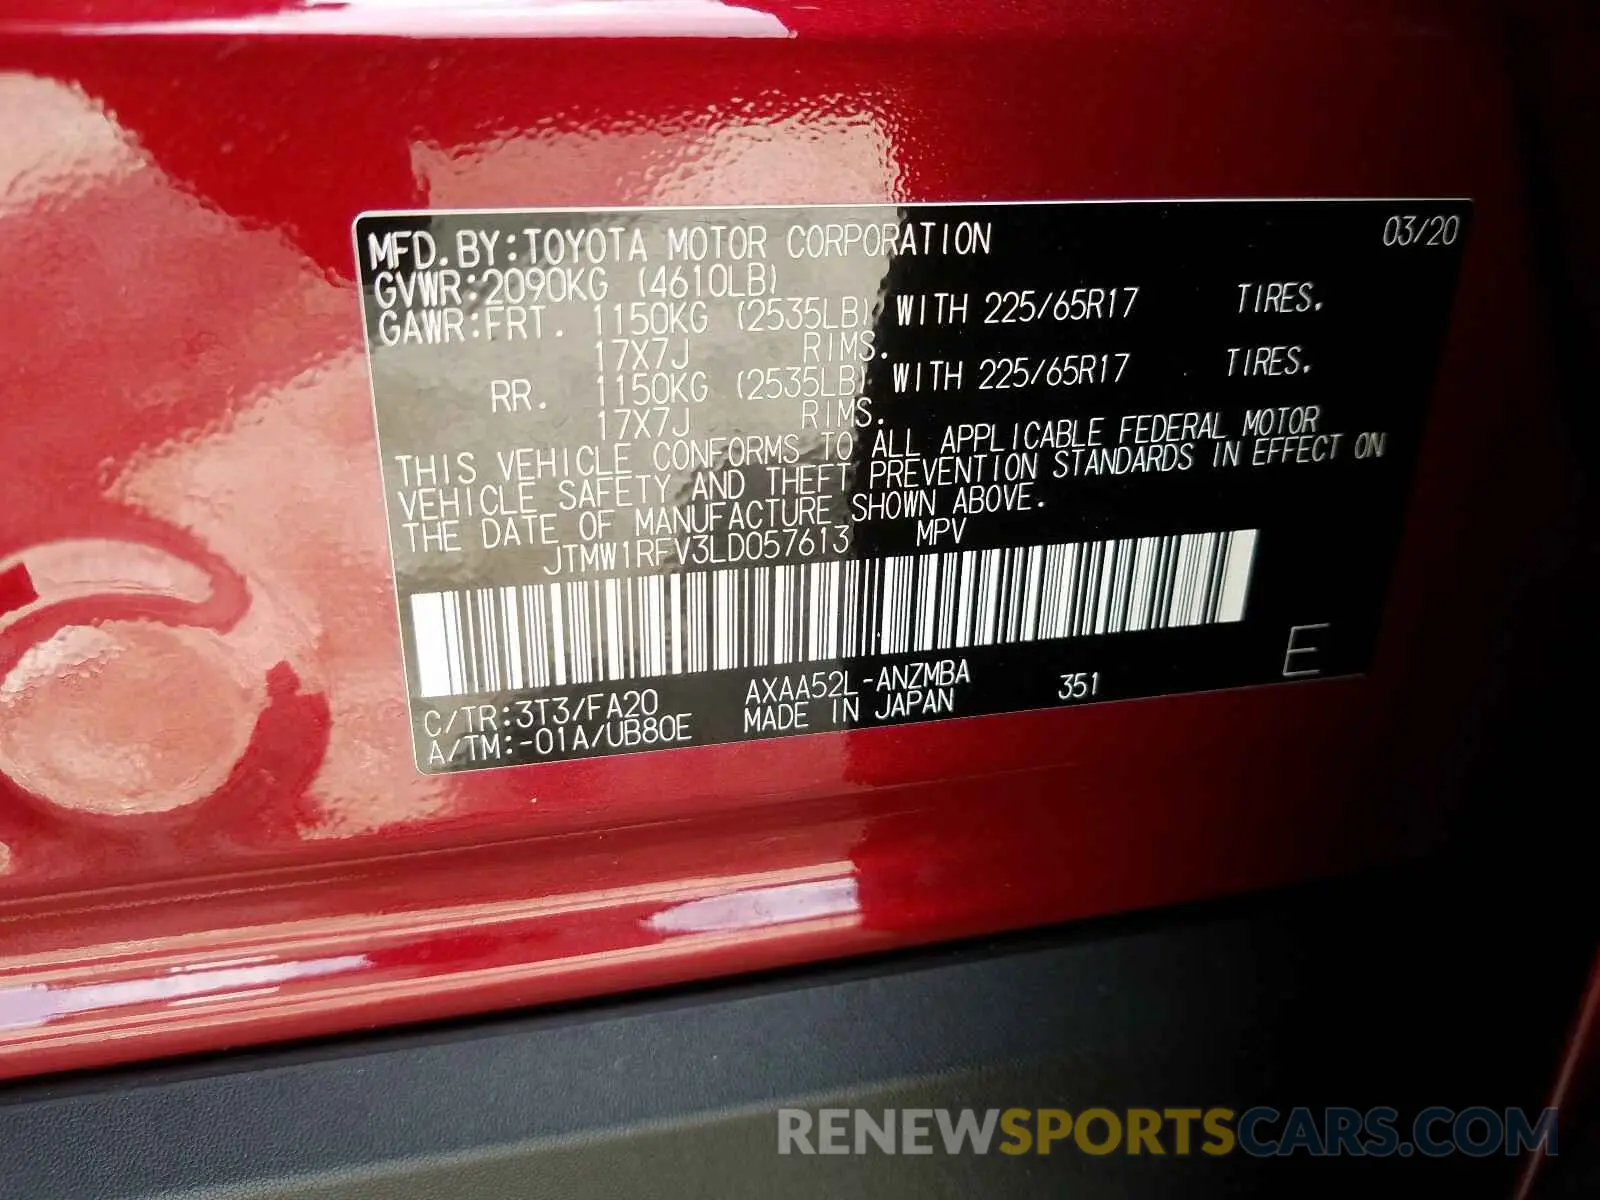 MFD.BY:TOYOTA MOTOR CORPORATION 03/20
GVWR:2090KG (4610LB)
GAWR:FRT. 1150KG (2535LB) WITH 225/65R17 TIRES.
17X7J RIMS.
RR. 1150KG (2535LB) WITH 225/65R17 TIRES.
17X7J RIMS.
THIS VEHICLE CONFORMS TO ALL APPLICABLE FEDERAL MOTOR
VEHICLE SAFETY AND THEFT PREVENTION STANDARDS IN EFFECT ON
THE DATE OF MANUFACTURE SHOWN ABOVE.
JTMW1RFV3LD057613 MPV
C/TR:3T3/FA20 AXAA52L-ANZMBA 351 E
A/TM:-01A/UB80E MADE IN JAPAN
RENEWSPORTSCARS.COM